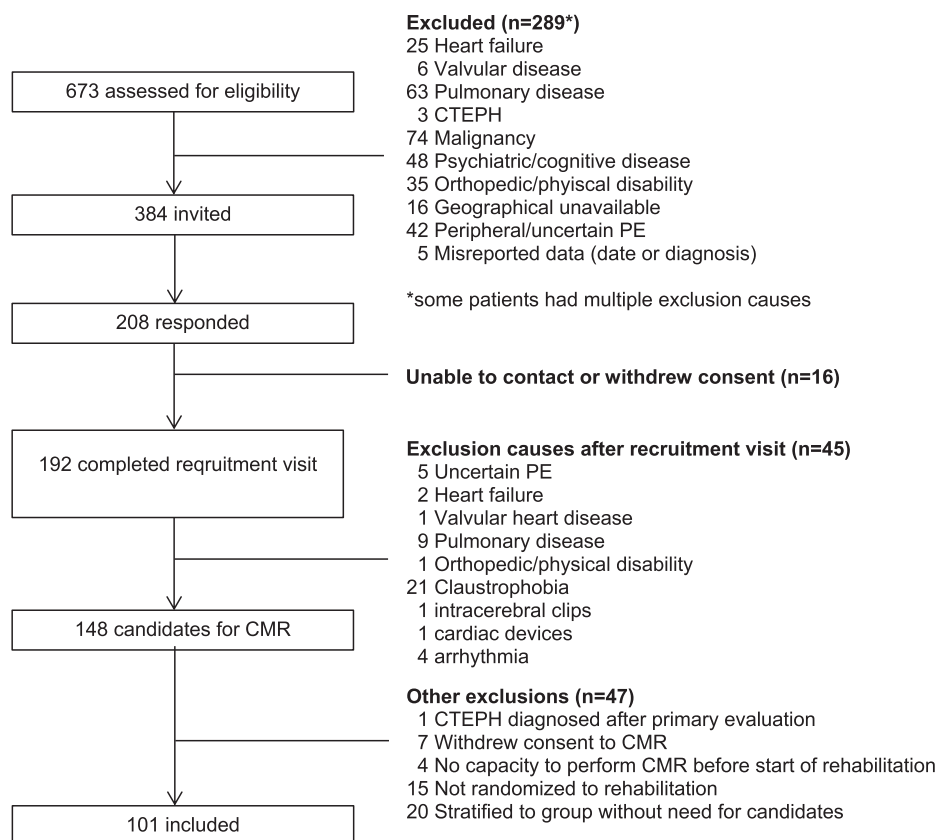 673 assessed for eligibility
Excluded (n=289*)
25 Heart failure
6 Valvular disease
63 Pulmonary disease
3 CTEPH
74 Malignancy
48 Psychiatric/cognitive disease
35 Orthopedic/phyiscal disability
16 Geographical unavailable
42 Peripheral/uncertain PE
5 Misreported data (date or diagnosis)
*some patients had multiple exclusion causes
384 invited
208 responded
Unable to contact or withdrew consent (n=16)
192 completed reqruitment visit
Exclusion causes after recruitment visit (n=45)
5 Uncertain PE
2 Heart failure
1 Valvular heart disease
9 Pulmonary disease
1 Orthopedic/physical disability
21 Claustrophobia
1 intracerebral clips
1 cardiac devices
4 arrhythmia
148 candidates for CMR
Other exclusions (n=47)
1 CTEPH diagnosed after primary evaluation
7 Withdrew consent to CMR
4 No capacity to perform CMR before start of rehabilitation
15 Not randomized to rehabilitation
20 Stratified to group without need for candidates
101 included